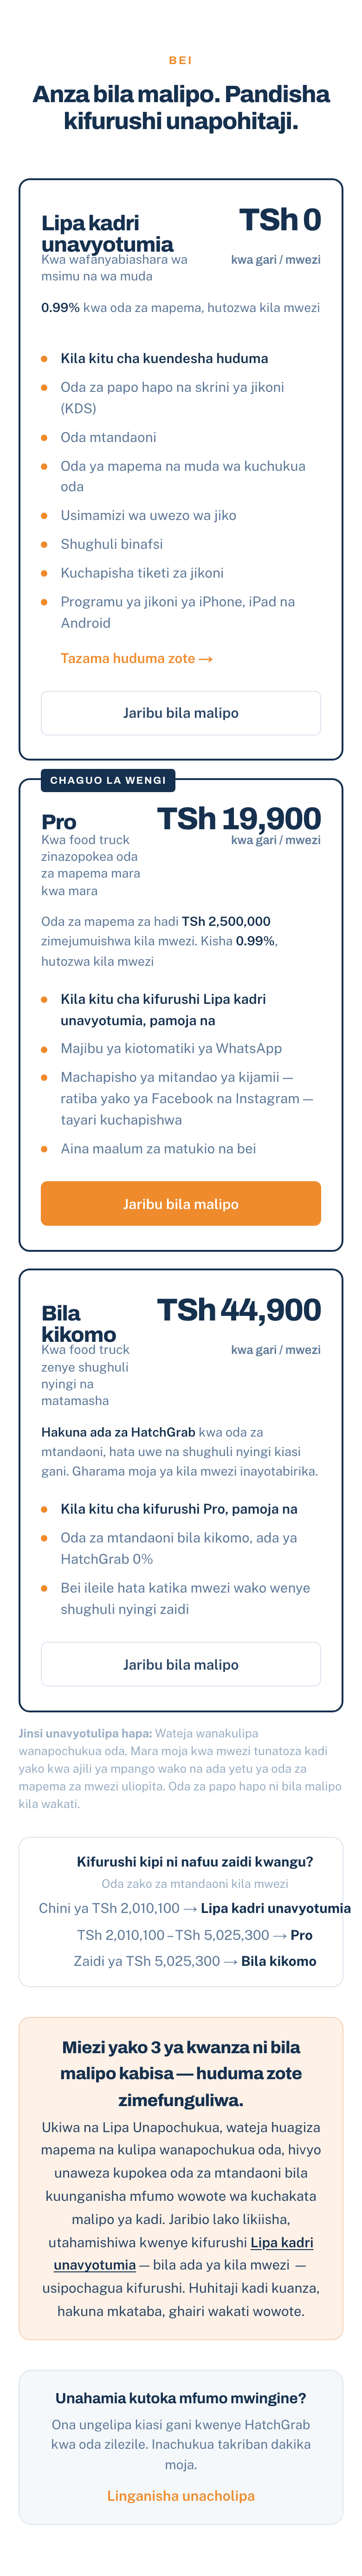 BEI
Anza bila malipo. Pandisha
kifurushi unapohitaji.
Lipa kadri
unavyotumia
TSh 0
Kwa wafanyabiashara wa
msimu na wa muda
kwa gari / mwezi
0.99% kwa oda za mapema, hutozwa kila mwezi
Kila kitu cha kuendesha huduma
Oda za papo hapo na skrini ya jikoni
(KDS)
Oda mtandaoni
Oda ya mapema na muda wa kuchukua
oda
Usimamizi wa uwezo wa jiko
Shughuli binafsi
Kuchapisha tiketi za jikoni
Programu ya jikoni ya iPhone, iPad na
Android
Tazama huduma zote →
Jaribu bila malipo
CHAGUO LA WENGI
Pro
TSh 19,900
Kwa food truck
zinazopokea oda
za mapema mara
kwa mara
kwa gari / mwezi
Oda za mapema za hadi TSh 2,500,000
zimejumuishwa kila mwezi. Kisha 0.99%,
hutozwa kila mwezi
Kila kitu cha kifurushi Lipa kadri
unavyotumia, pamoja na
Majibu ya kiotomatiki ya WhatsApp
Machapisho ya mitandao ya kijamii —
ratiba yako ya Facebook na Instagram —
tayari kuchapishwa
Aina maalum za matukio na bei
Jaribu bila malipo
Bila
kikomo
TSh 44,900
Kwa food truck
zenye shughuli
nyingi na
matamasha
kwa gari / mwezi
Hakuna ada za HatchGrab kwa oda za
mtandaoni, hata uwe na shughuli nyingi kiasi
gani. Gharama moja ya kila mwezi inayotabirika.
Kila kitu cha kifurushi Pro, pamoja na
Oda za mtandaoni bila kikomo, ada ya
HatchGrab 0%
Bei ileile hata katika mwezi wako wenye
shughuli nyingi zaidi
Jaribu bila malipo
Jinsi unavyotulipa hapa: Wateja wanakulipa
wanapochukua oda. Mara moja kwa mwezi tunatoza kadi
yako kwa ajili ya mpango wako na ada yetu ya oda za
mapema za mwezi uliopita. Oda za papo hapo ni bila malipo
kila wakati.
Kifurushi kipi ni nafuu zaidi kwangu?
Oda zako za mtandaoni kila mwezi
Chini ya TSh 2,010,100 → Lipa kadri unavyotumia
TSh 2,010,100 – TSh 5,025,300 → Pro
Zaidi ya TSh 5,025,300 → Bila kikomo
Miezi yako 3 ya kwanza ni bila
malipo kabisa — huduma zote
zimefunguliwa.
Ukiwa na Lipa Unapochukua, wateja huagiza
mapema na kulipa wanapochukua oda, hivyo
unaweza kupokea oda za mtandaoni bila
kuunganisha mfumo wowote wa kuchakata
malipo ya kadi. Jaribio lako likiisha,
utahamishiwa kwenye kifurushi Lipa kadri
unavyotumia — bila ada ya kila mwezi —
usipochagua kifurushi. Huhitaji kadi kuanza,
hakuna mkataba, ghairi wakati wowote.
Unahamia kutoka mfumo mwingine?
Ona ungelipa kiasi gani kwenye HatchGrab
kwa oda zilezile. Inachukua takriban dakika
moja.
Linganisha unacholipa